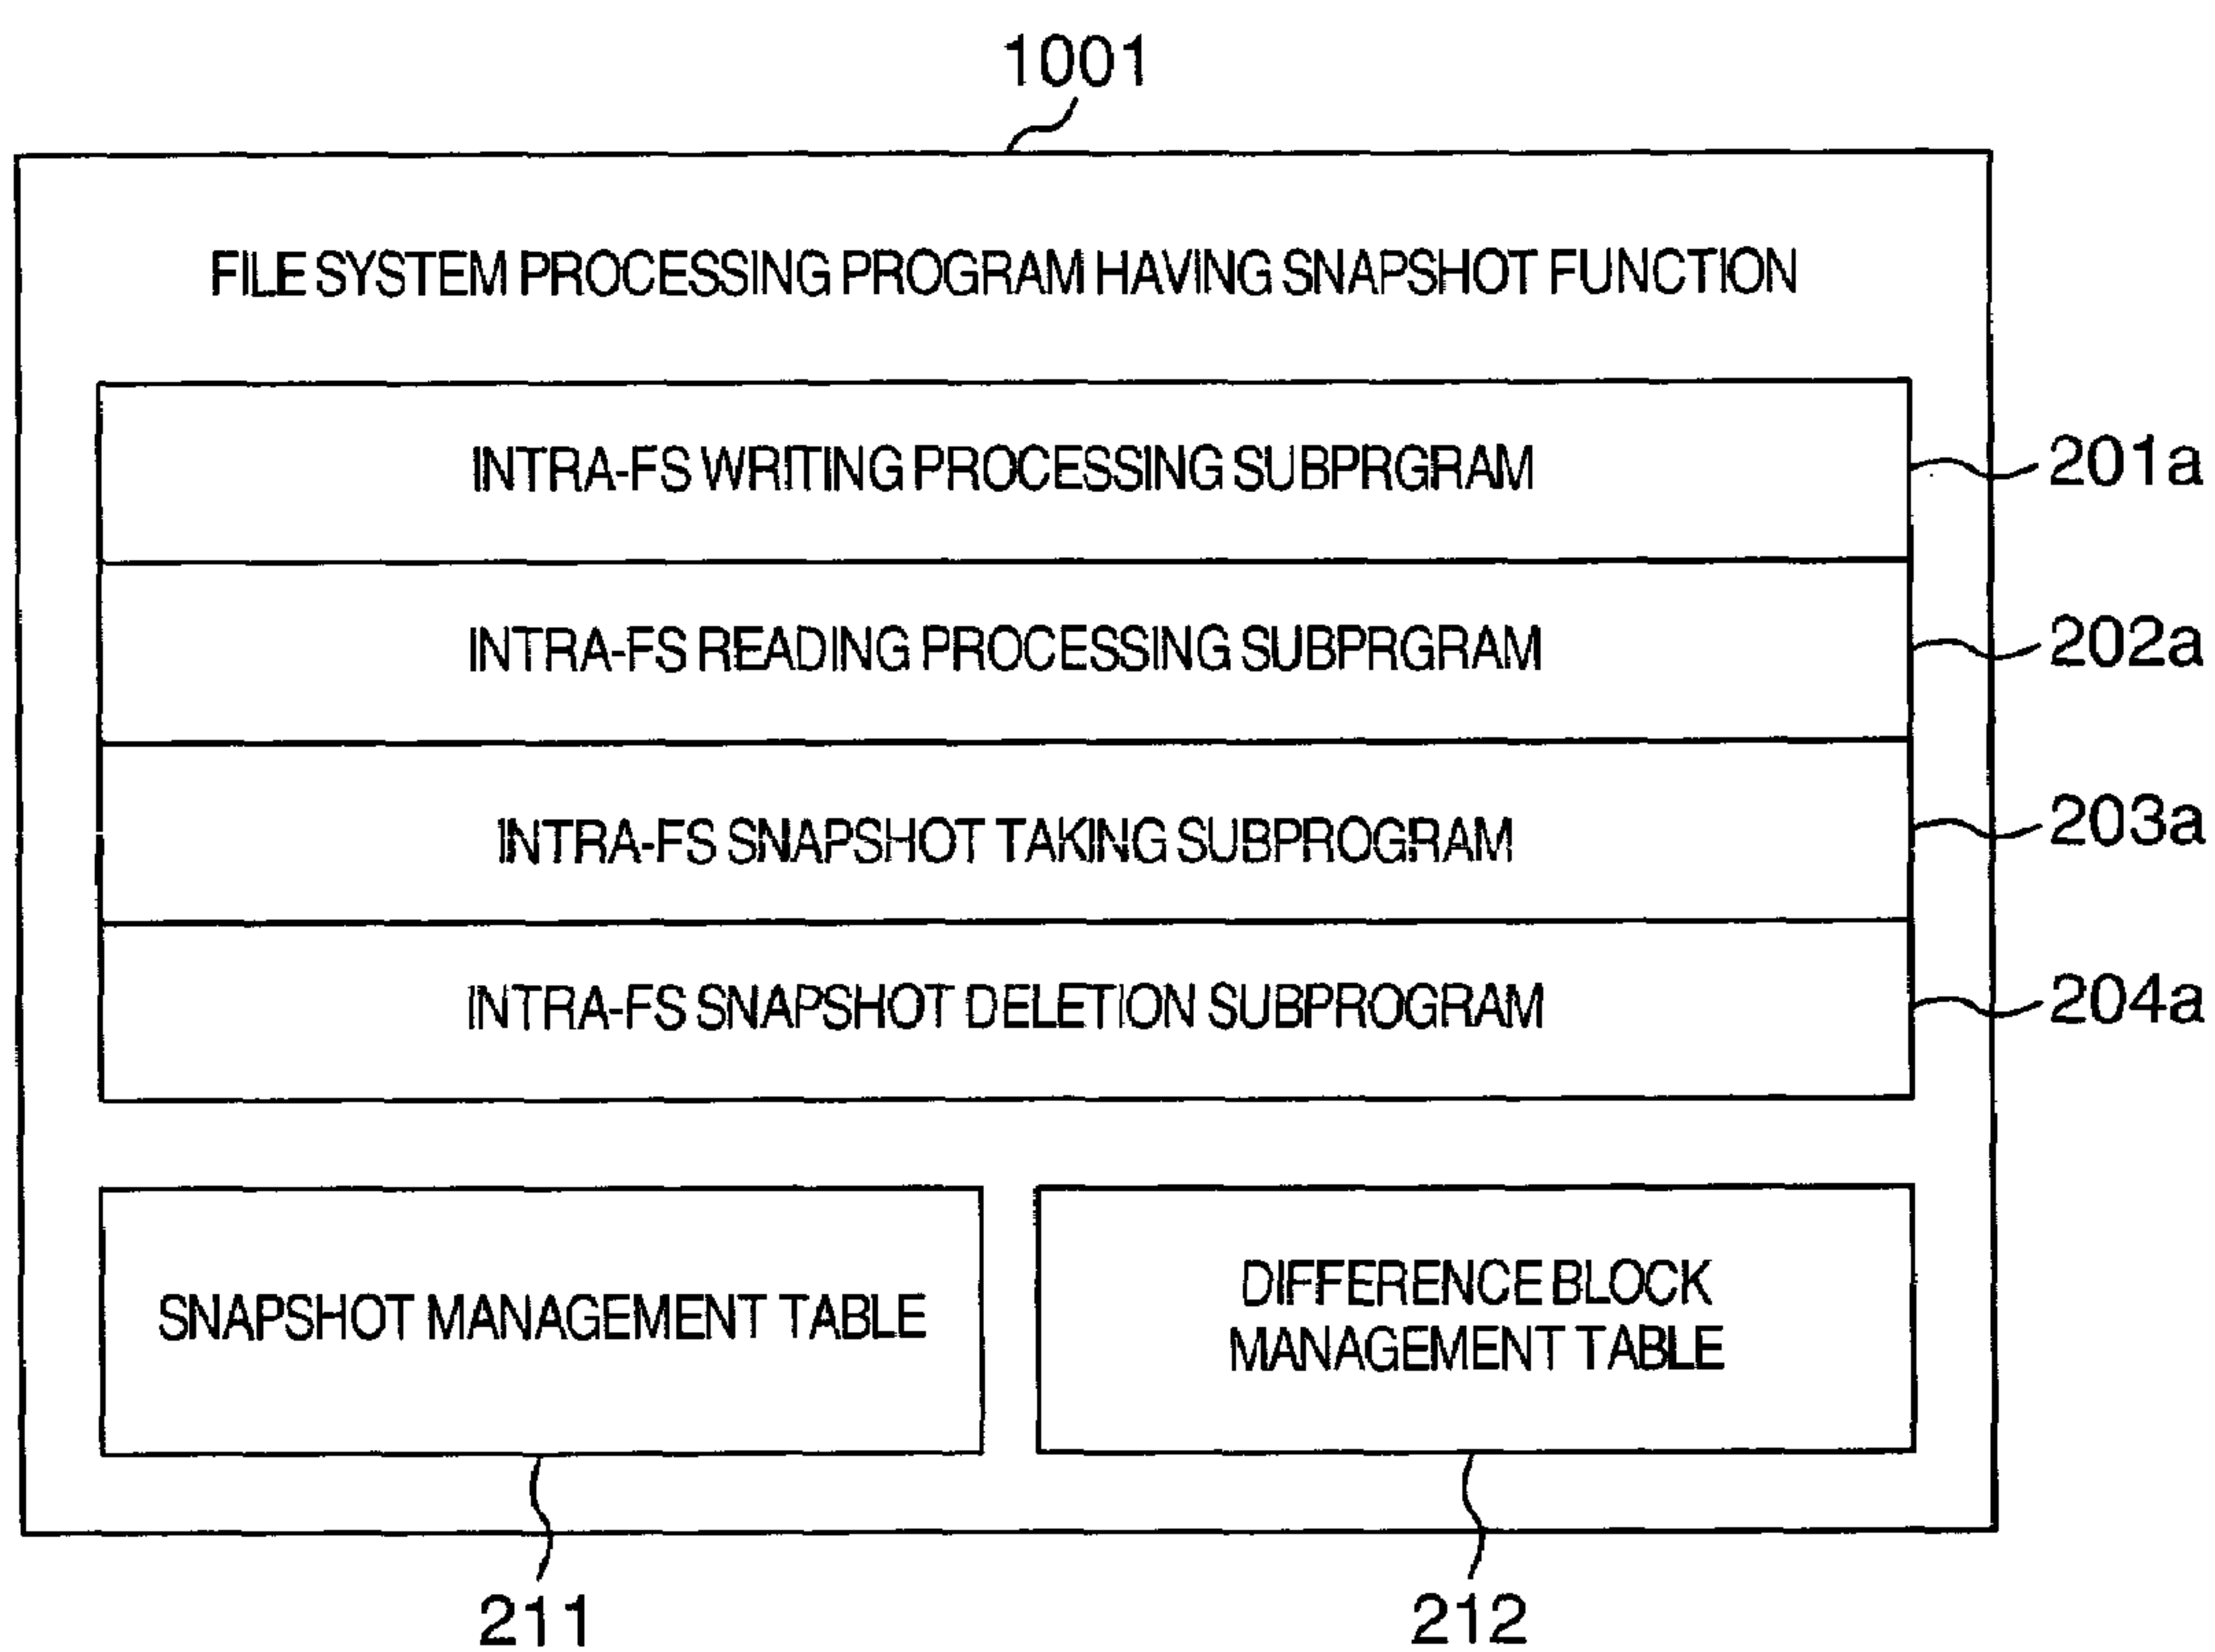 1001
FILE SYSTEM PROCESSING PROGRAM HAVING SNAPSHOT FUNCTION
INTRA-FS WRITING PROCESSING SUBPRGRAM
201a
INTRA-FS READING PROCESSING SUBPRGRAM
202a
INTRA-FS SNAPSHOT TAKING SUBPROGRAM
203a
INTRA-FS SNAPSHOT DELETION SUBPROGRAM
204a
SNAPSHOT MANAGEMENT TABLE
DIFFERENCE BLOCK
MANAGEMENT TABLE
211
212